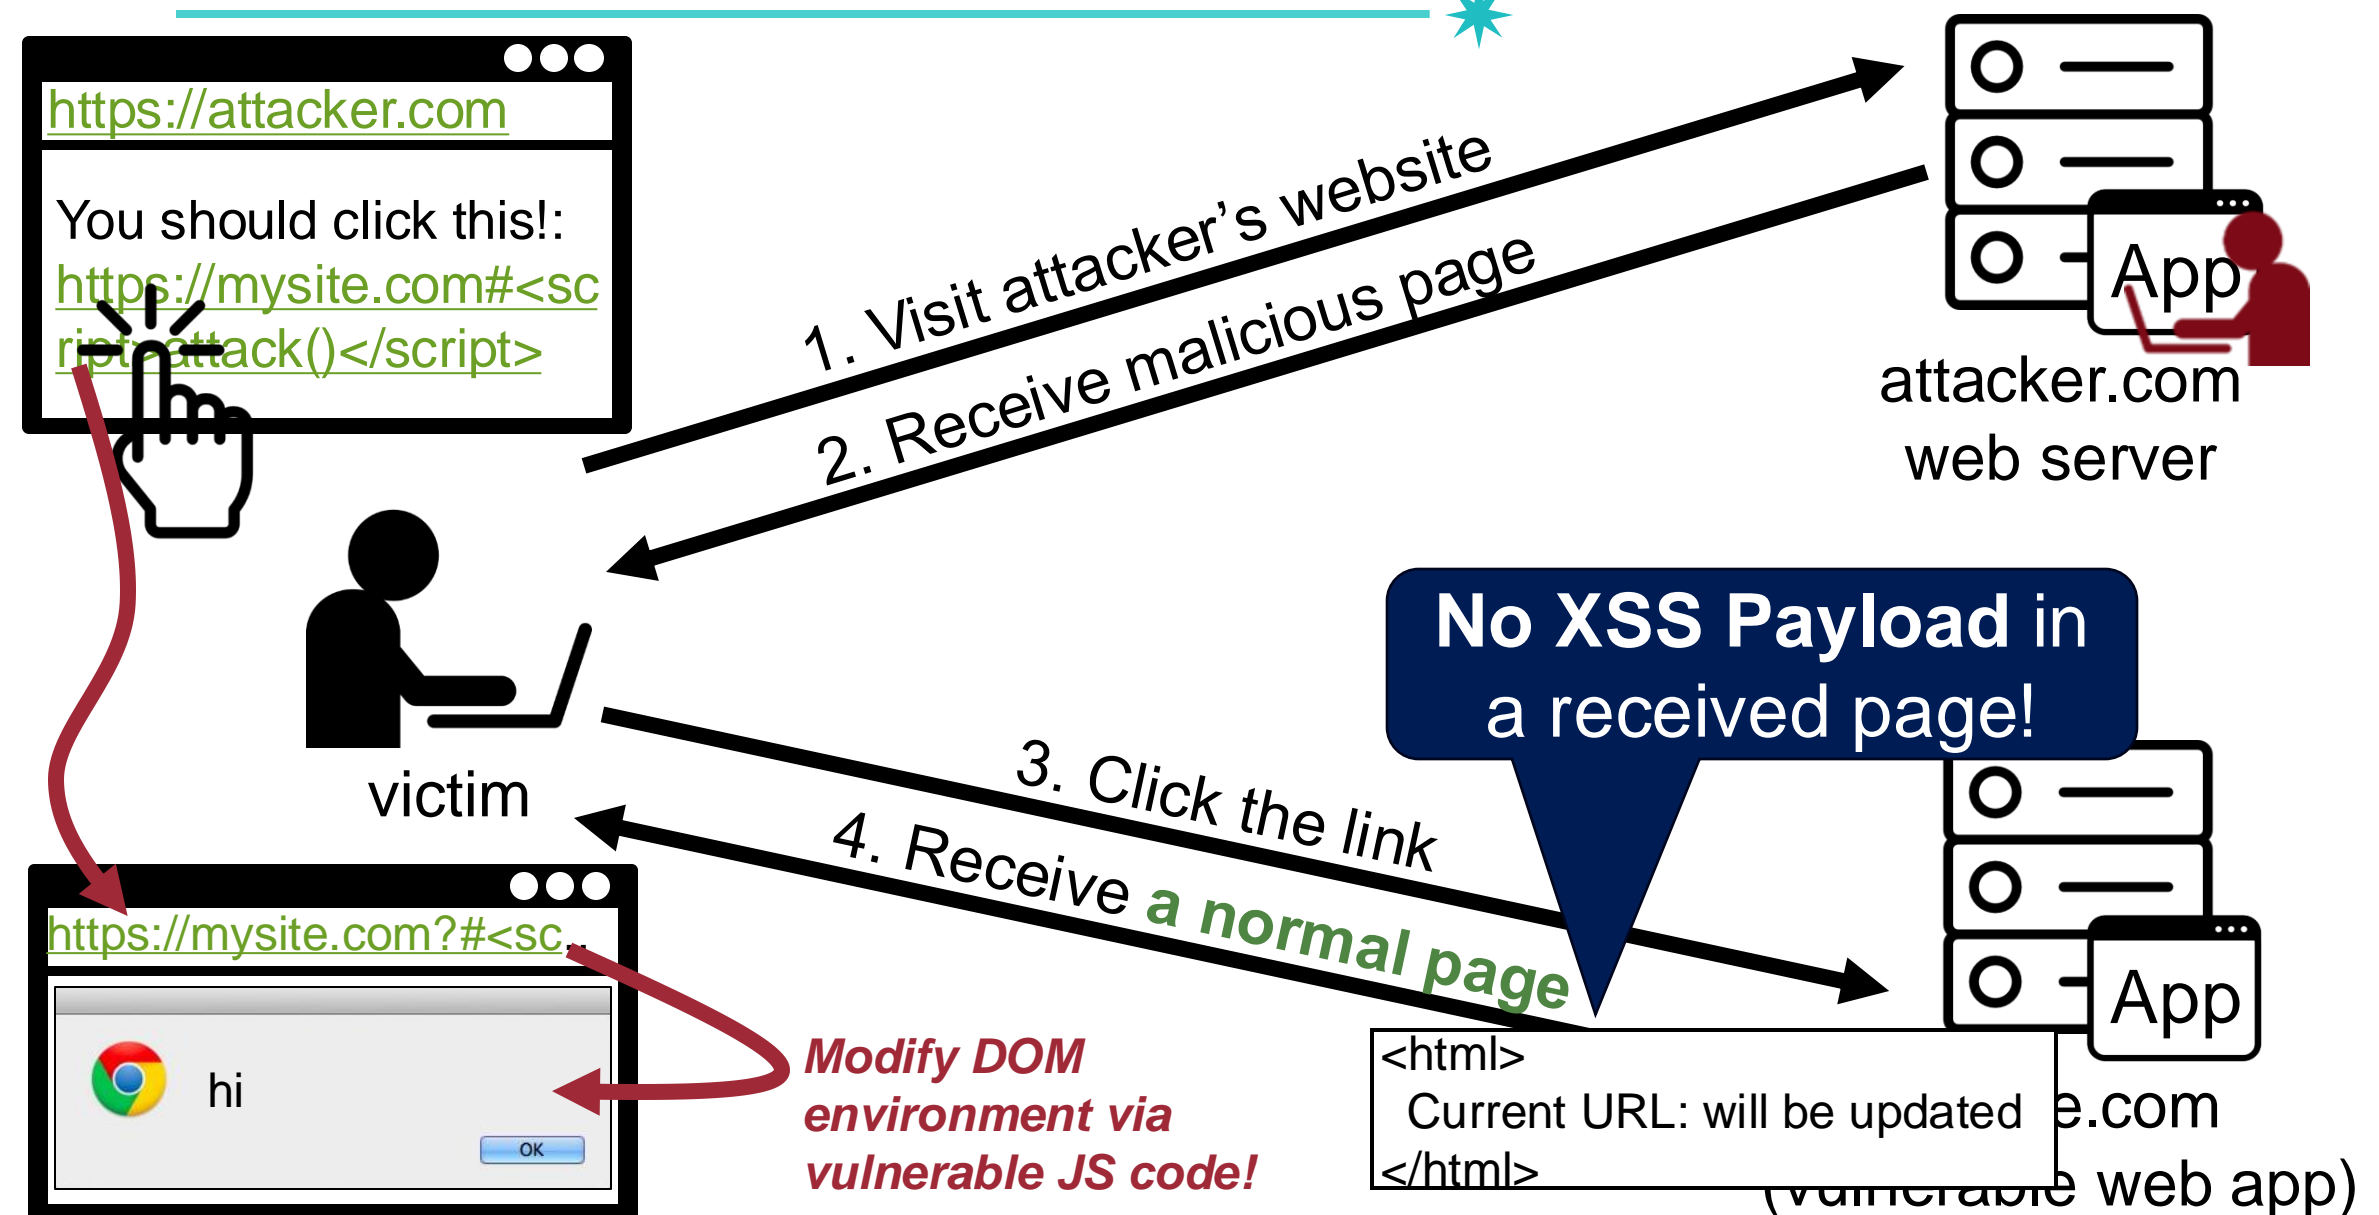 https://attacker.com
You should click this!:
https://mysite.com#<sc
ript>attack()</script>
1. Visit attacker's website
2. Receive malicious page
App
attacker.com
web server
victim
No XSS Payload in
a received page!
3. Click the link
4. Receive a normal page
https://mysite.com?#<sc..
hi
OK
Modify DOM
environment via
vulnerable JS code!
<html>
Current URL: will be updated
</html>
App
e.com
(vulnerable web app)